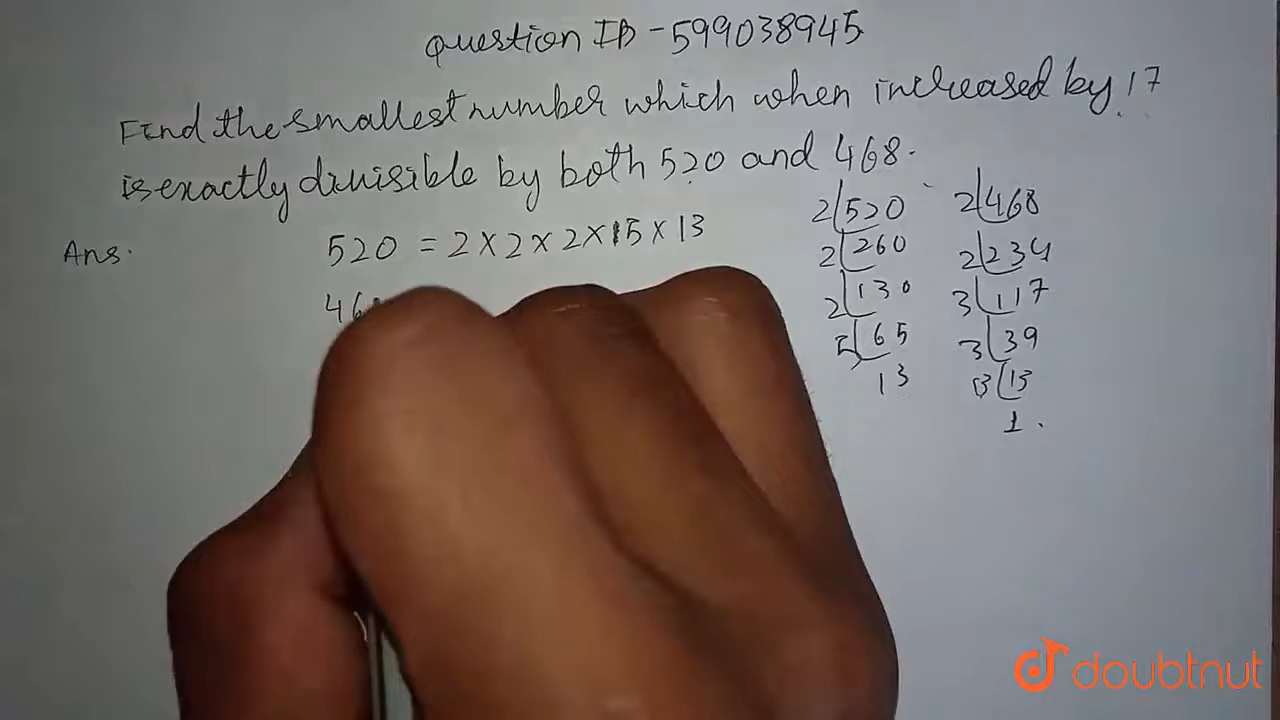 Question ID - 599038945
Find the smallest number which when increased by 17
is exactly divisible by both 520 and 468.
Ans. 520 = 2 × 2 × 2 × 5 × 13
46
2 520
2 260
2 130
5 65
13
2 468
2 234
3 117
3 39
13 13
1.
doubtnut